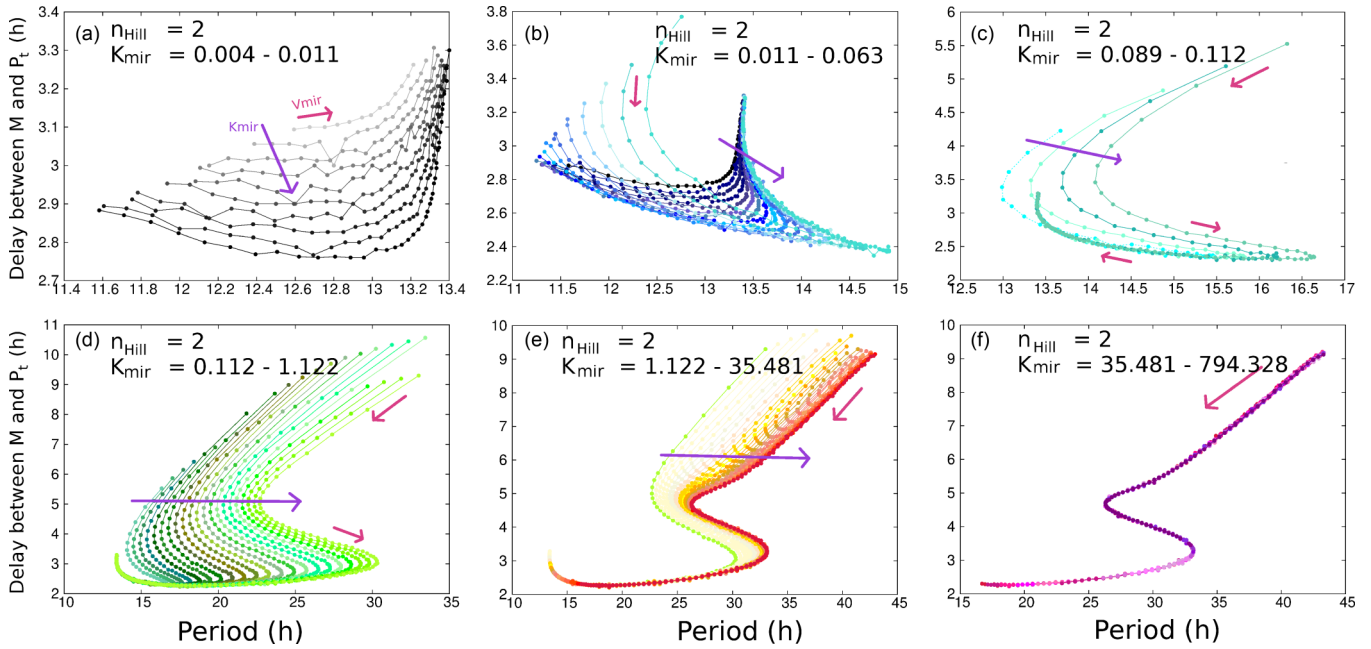 (a) n_Hill = 2
K_mir = 0.004 - 0.011
Vmir
Kmir
Delay between M and P_t (h)
3.4
3.3
3.2
3.1
3
2.9
2.8
2.7
11.4 11.6 11.8 12 12.2 12.4 12.6 12.8 13 13.2 13.4
(b) n_Hill = 2
K_mir = 0.011 - 0.063
3.8
3.6
3.4
3.2
3
2.8
2.6
2.4
2.2
11 11.5 12 12.5 13 13.5 14 14.5 15
(c) n_Hill = 2
K_mir = 0.089 - 0.112
6
5.5
5
4.5
4
3.5
3
2.5
2
12.5 13 13.5 14 14.5 15 15.5 16 16.5 17
(d) n_Hill = 2
K_mir = 0.112 - 1.122
Delay between M and P_t (h)
11
10
9
8
7
6
5
4
3
2
10 15 20 25 30 35
Period (h)
(e) n_Hill = 2
K_mir = 1.122 - 35.481
10
9
8
7
6
5
4
3
2
10 15 20 25 30 35 40 45
Period (h)
(f) n_Hill = 2
K_mir = 35.481 - 794.328
10
9
8
7
6
5
4
3
2
15 20 25 30 35 40 45
Period (h)